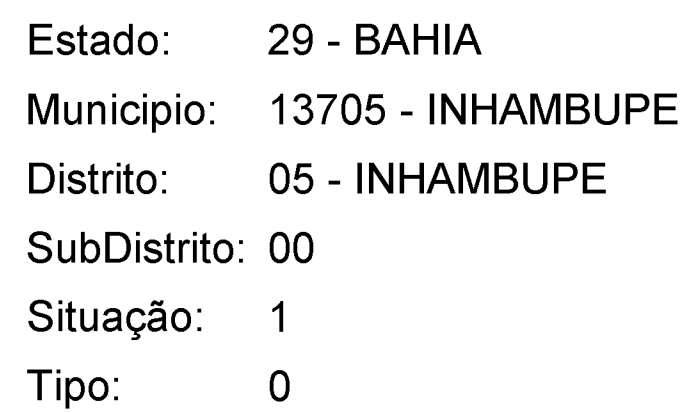 Estado: 29 - BAHIA
Municipio: 13705 - INHAMBUPE
Distrito: 05 - INHAMBUPE
SubDistrito: 00
Situação: 1
Tipo: 0